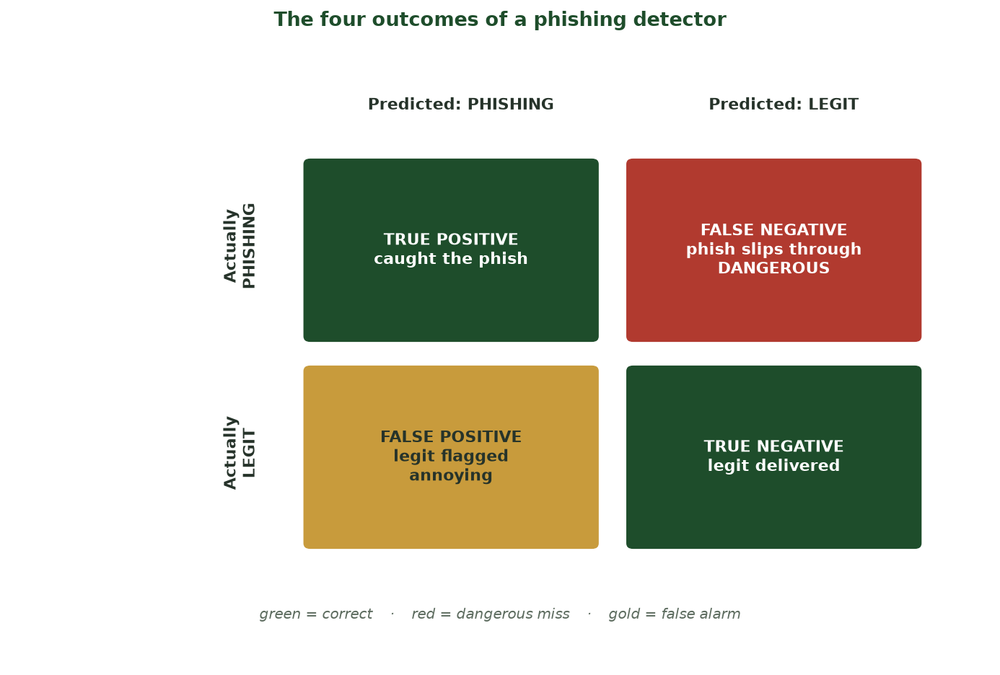 The four outcomes of a phishing detector
Predicted: PHISHING
Predicted: LEGIT
Actually
PHISHING
TRUE POSITIVE
caught the phish
FALSE NEGATIVE
phish slips through
DANGEROUS
Actually
LEGIT
FALSE POSITIVE
legit flagged
annoying
TRUE NEGATIVE
legit delivered
green = correct · red = dangerous miss · gold = false alarm